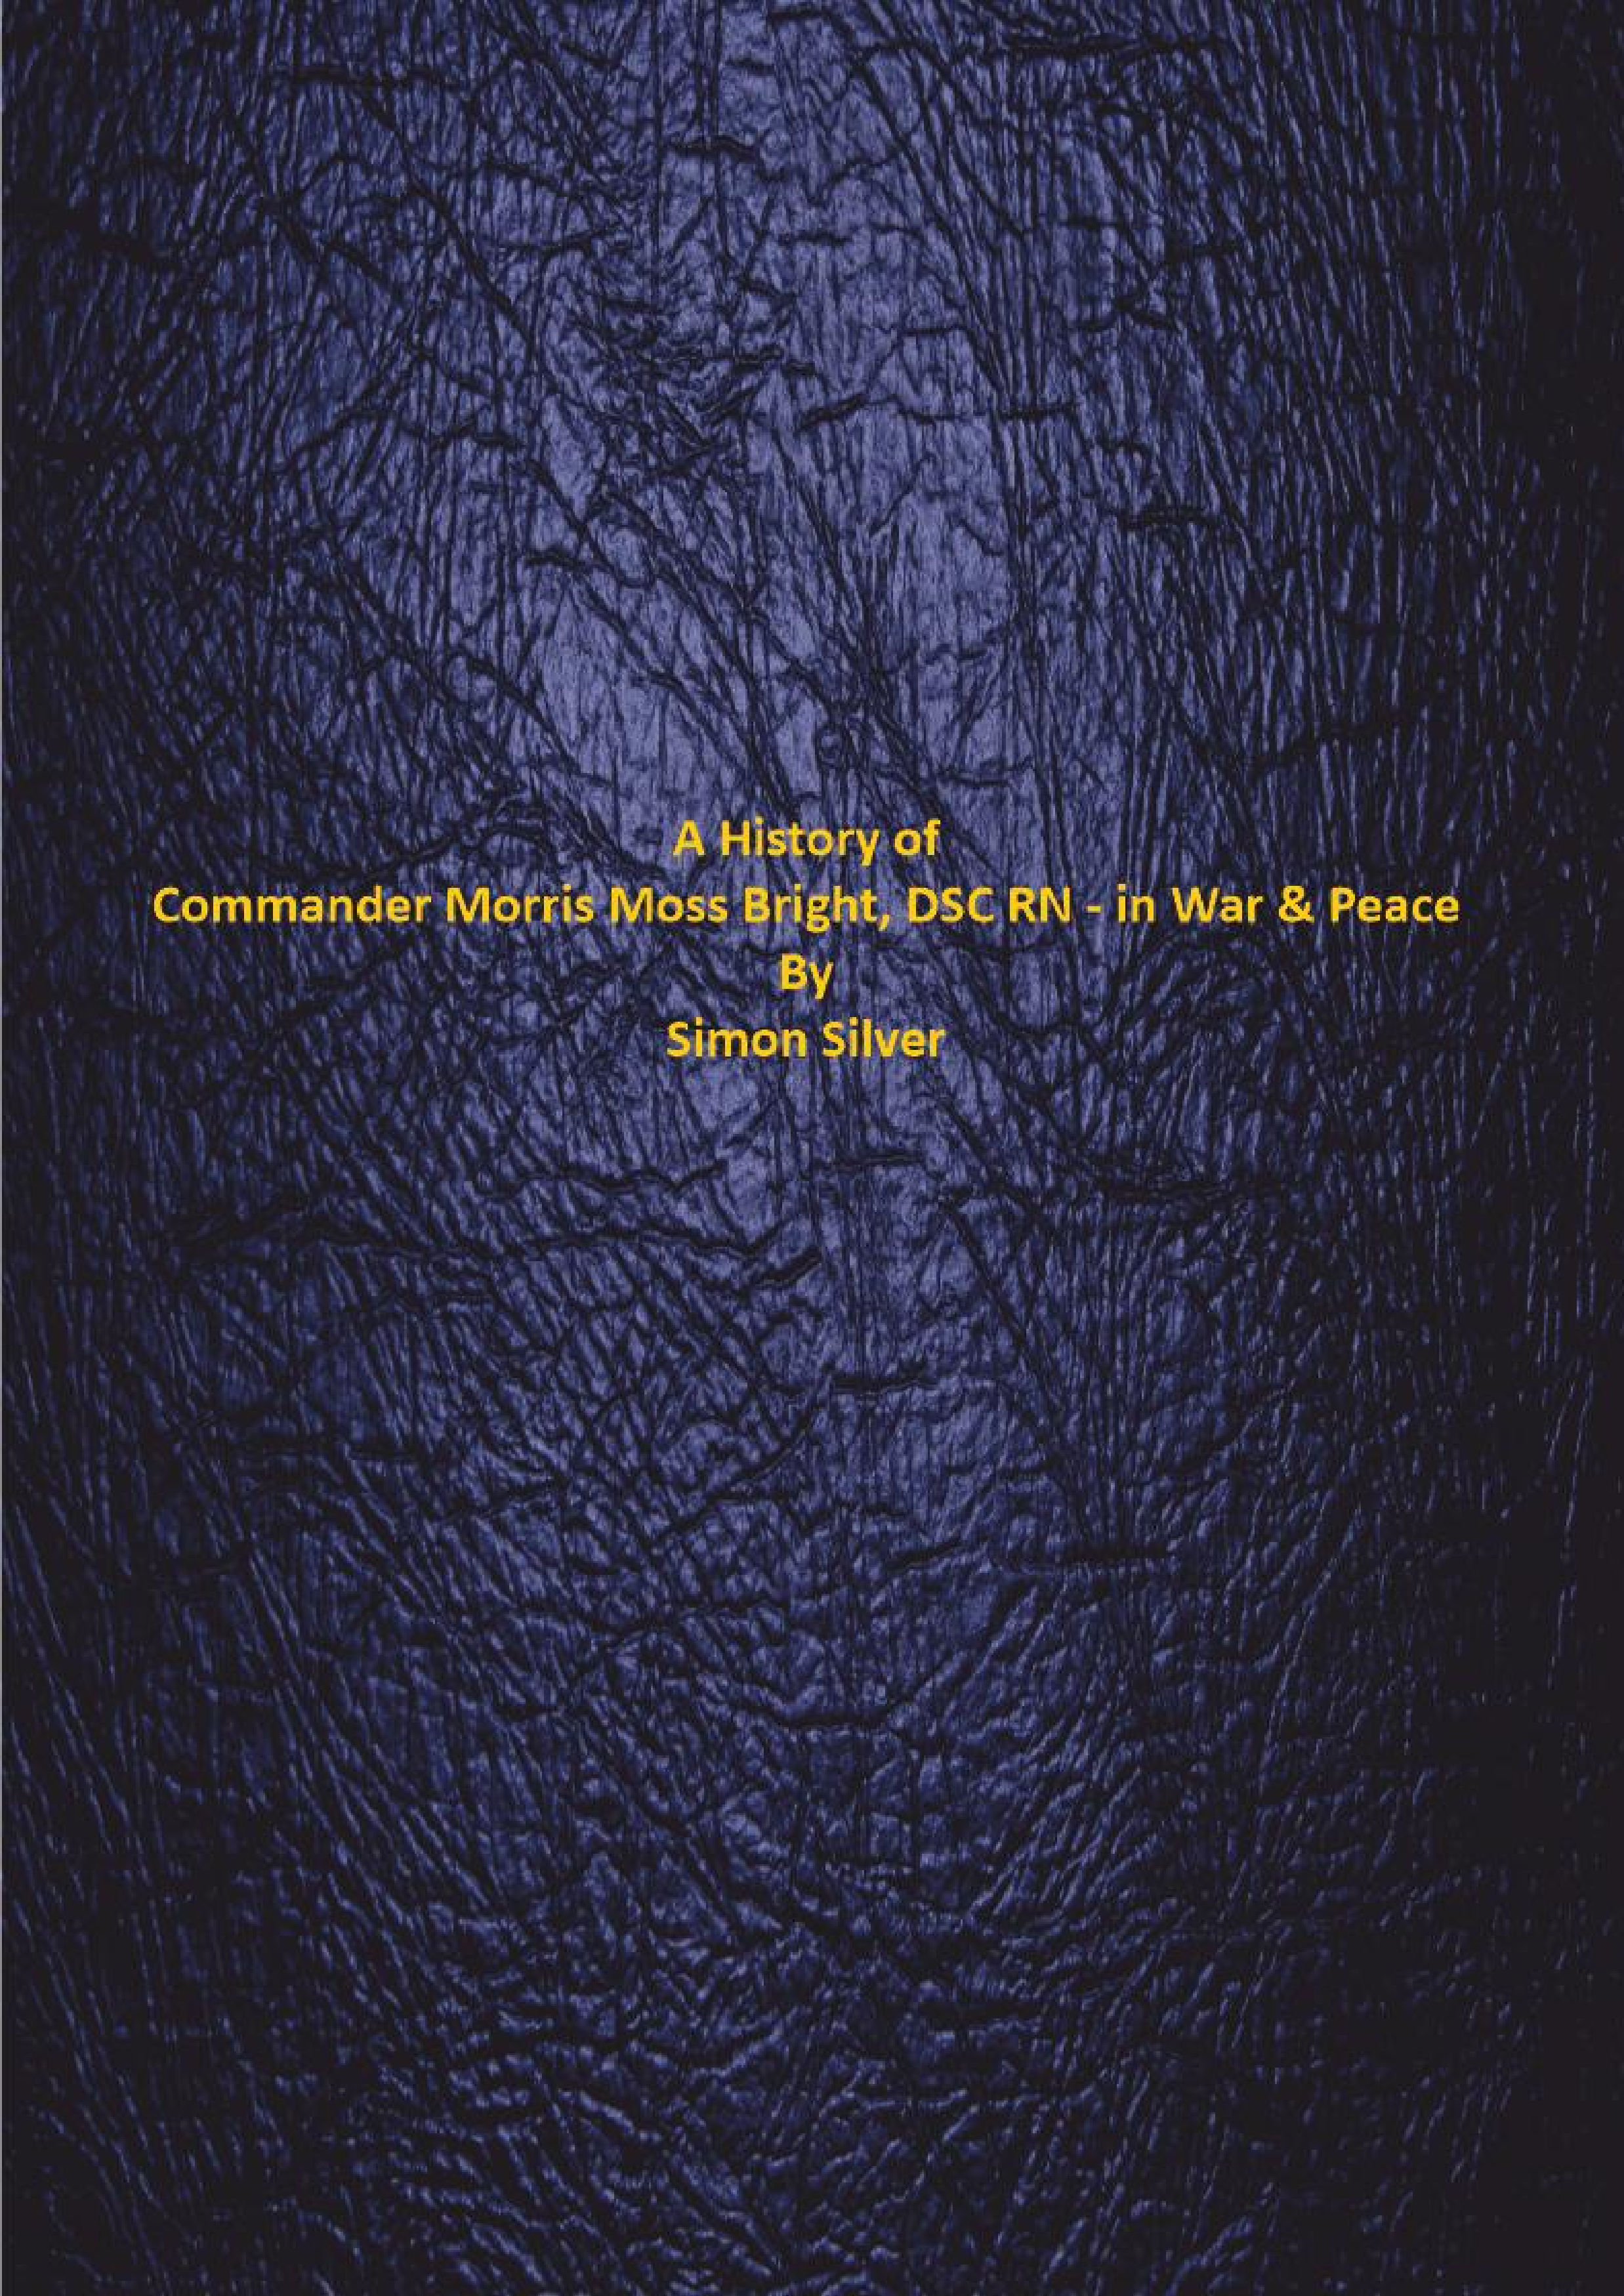 A History of
Commander Morris Moss Bright, DSC RN - in War & Peace
By
Simon Silver